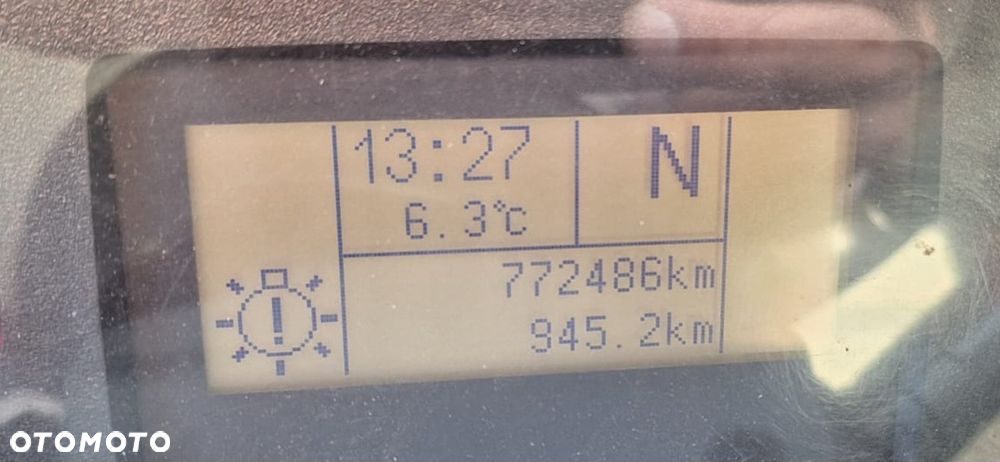 13:27
N
6.3°C
772486km
945.2km
OTOMOTO